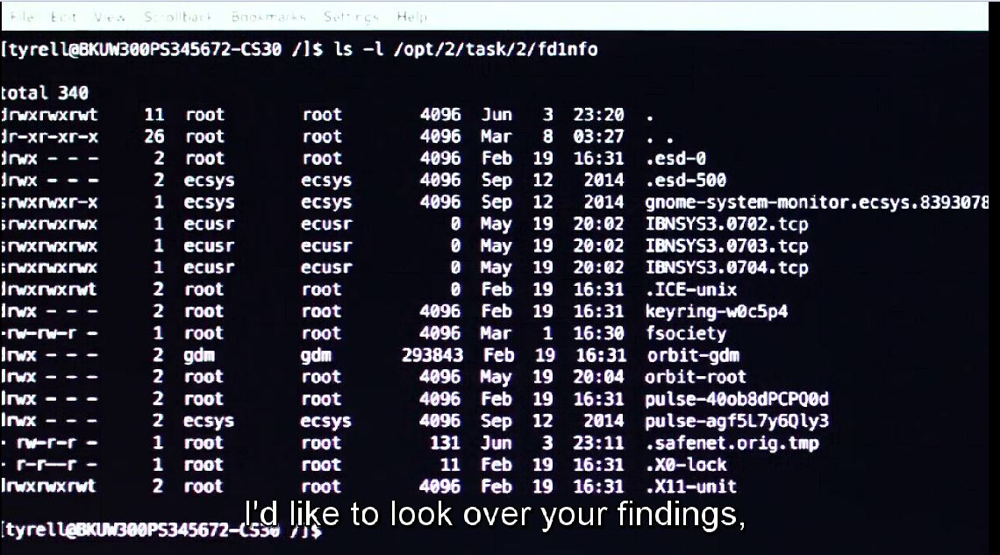 File Edit View Scrollback Bookmarks Settings Help
[tyrell@BKUW300PS345672-CS30 /]$ ls -l /opt/2/task/2/fd1nfo
total 340
drwxrwxrwt 11 root root 4096 Jun 3 23:20 .
dr-xr-xr-x 26 root root 4096 Mar 8 03:27 . .
drwx - - - 2 root root 4096 Feb 19 16:31 .esd-0
drwx - - - 2 ecsys ecsys 4096 Sep 12 2014 .esd-500
srwxrwxr-x 1 ecsys ecsys 4096 Sep 12 2014 gnome-system-monitor.ecsys.8393078
srwxrwxrwx 1 ecusr ecusr 0 May 19 20:02 IBNSYS3.0702.tcp
srwxrwxrwx 1 ecusr ecusr 0 May 19 20:02 IBNSYS3.0703.tcp
srwxrwxrwx 1 ecusr ecusr 0 May 19 20:02 IBNSYS3.0704.tcp
drwxrwxrwt 2 root root 0 Feb 19 16:31 .ICE-unix
drwx - - - 2 root root 4096 Feb 19 16:31 keyring-w0c5p4
-rw-rw-r - 1 root root 4096 Mar 1 16:30 fsociety
drwx - - - 2 gdm gdm 293843 Feb 19 16:31 orbit-gdm
drwx - - - 2 root root 4096 May 19 20:04 orbit-root
drwx - - - 2 root root 4096 Feb 19 16:31 pulse-40ob8dPCPQ0d
drwx - - - 2 ecsys ecsys 4096 Sep 12 2014 pulse-agf5L7y6Qly3
- rw-r-r - 1 root root 131 Jun 3 23:11 .safenet.orig.tmp
- r-r--r - 1 root root 11 Feb 19 16:31 .X0-lock
drwxrwxrwt 2 root root 4096 Feb 19 16:31 .X11-unit
I'd like to look over your findings,
[tyrell@BKUW300PS345672-CS30 /]$